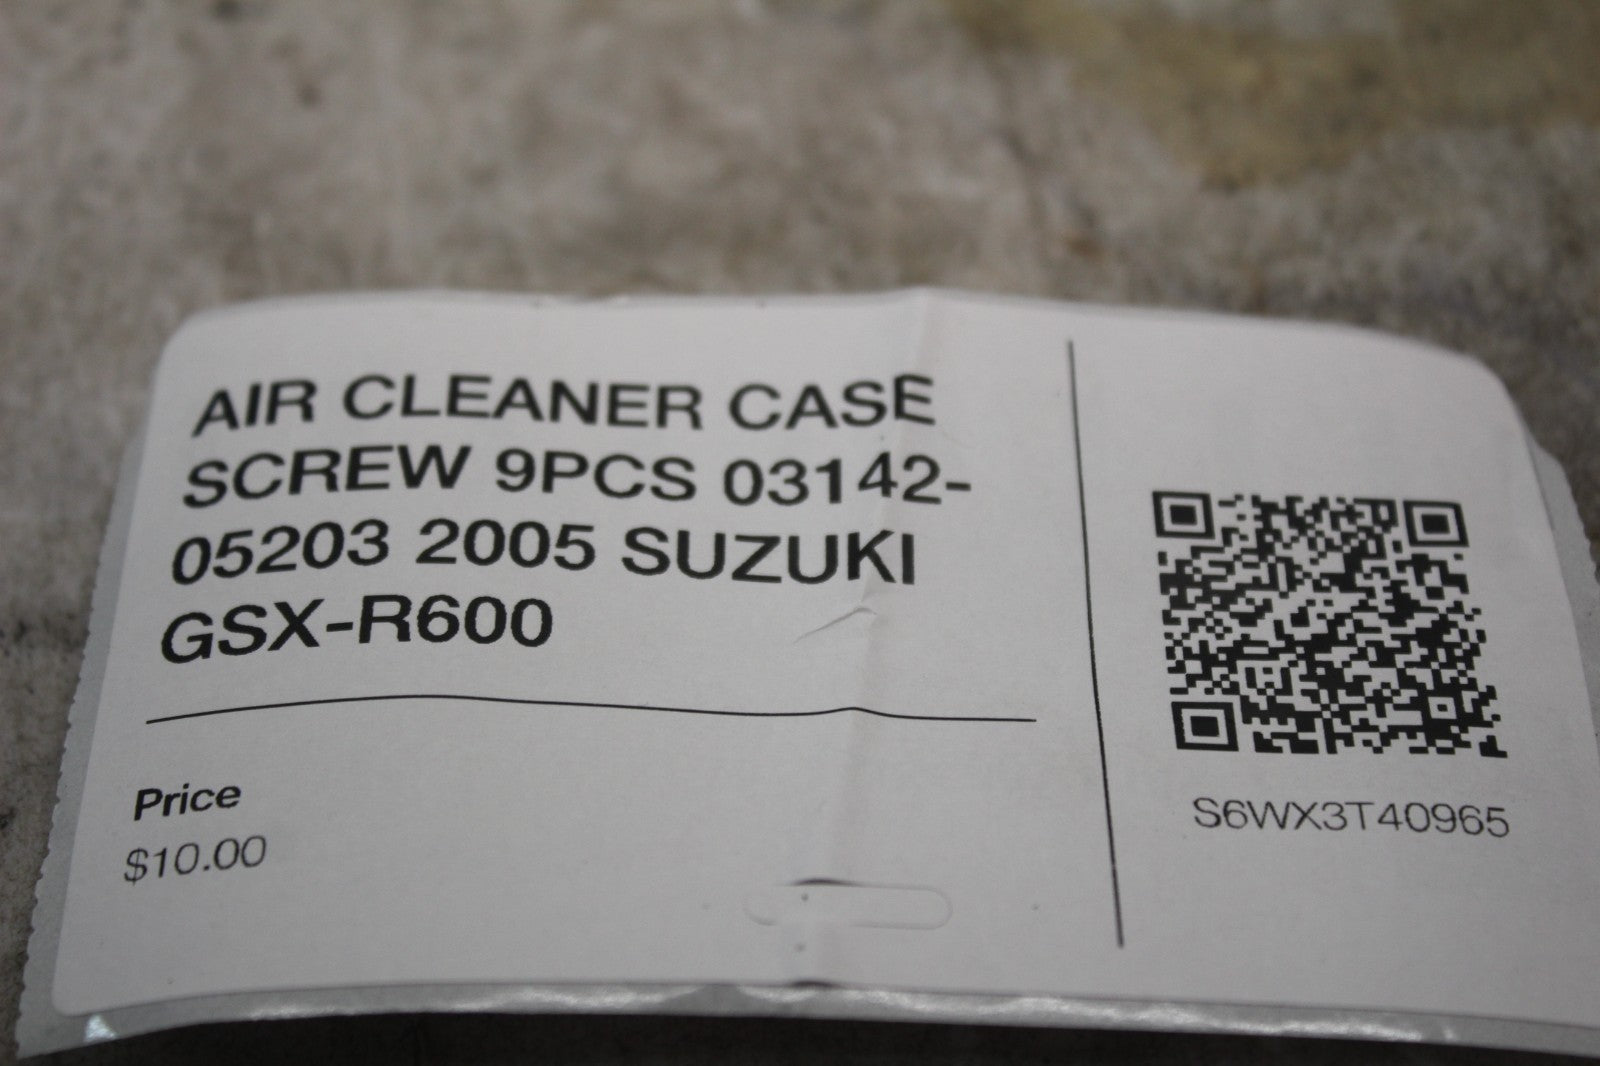 AIR CLEANER CASE
SCREW 9PCS 03142-
05203 2005 SUZUKI
GSX-R600
Price
$10.00
S6WX3T40965